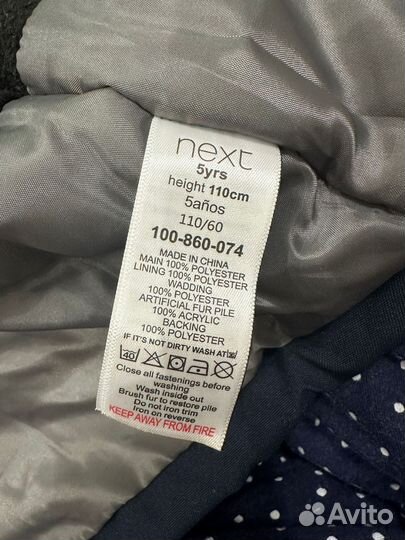 next
5yrs
height 110cm
5años
110/60
100-860-074
MADE IN CHINA
MAIN 100% POLYESTER
LINING 100% POLYESTER
WADDING
100% POLYESTER
ARTIFICIAL FUR PILE
100% ACRYLIC
BACKING
100% POLYESTER
IF IT'S NOT DIRTY WASH AT 30
40
Close all fastenings before
washing
Wash inside out
Brush fur to restore pile
Do not iron trim
Iron on reverse
KEEP AWAY FROM FIRE
Avito